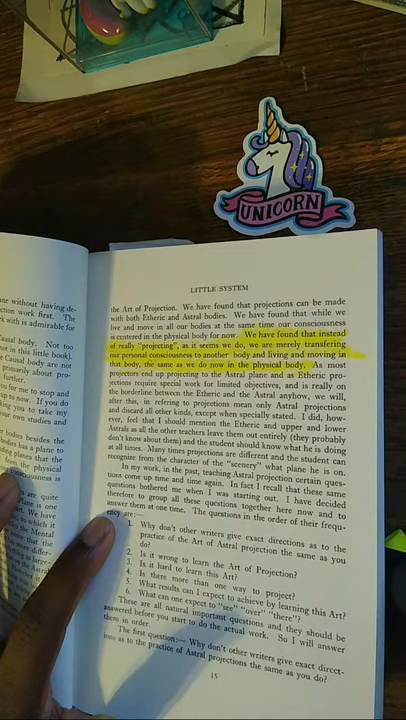 UNICORN
LITTLE SYSTEM
the Art of Projection. We have found that projections can be made
with both Etheric and Astral bodies. We have found that while we
live and move in all our bodies at the same time our consciousness
is centered in the physical body for now. We have found that instead
of really "projecting", as it seems we do, we are merely transfering
our personal consciousness to another body and living and moving in
that body, the same as we do now in the physical body. As most
projectors end up projecting to the Astral plane and as Etheric pro-
jections require special work for limited objectives, and is really on
the borderline between the Etheric and the Astral anyhow, we will,
after this, in refering to projections mean only Astral projections
and discard all other kinds, except when specially stated. I did, how-
ever, feel that I should mention the Etheric and upper and lower
Astrals as all the other teachers leave them out entirely (they probably
don't know about them) and the student should know what he is doing
at all times. Many times projections are different and the student can
recognize from the character of the "scenery" what plane he is on.
In my work, in the past, teaching Astral projection certain ques-
tions come up time and time again. In fact I recall that these same
questions bothered me when I was starting out. I have decided
therefore to group all these questions together here now and to
answer them at one time. The questions in the order of their frequ-
ency are:—
1. Why don't other writers give exact directions as to the
practice of the Art of Astral projection the same as you
do?
2. Is it wrong to learn the Art of Projection?
3. Is it hard to learn this Art?
4. Is there more than one way to project?
5. What results can I expect to achieve by learning this Art?
6. What can one expect to "see" "over" "there"?
These are all natural important questions and they should be
answered before you start to do the actual work. So I will answer
them in order.
The first question;— Why don't other writers give exact direct-
ions as to the practice of Astral projections the same as you do?
15